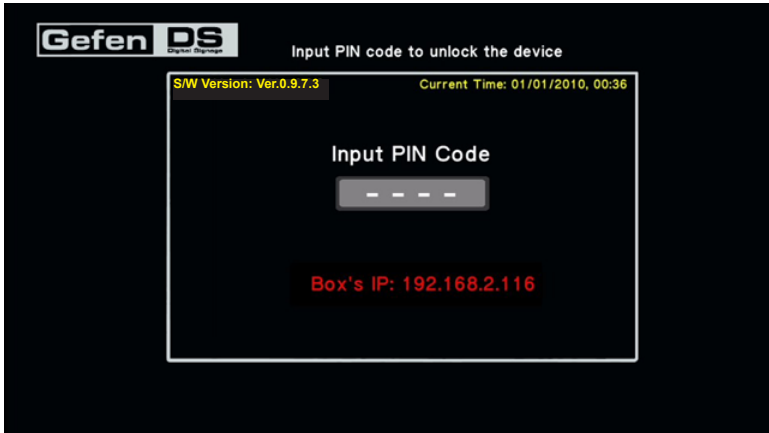 Gefen DS
Digital Signage
Input PIN code to unlock the device
S/W Version: Ver.0.9.7.3
Current Time: 01/01/2010, 00:36
Input PIN Code
– – – –
Box's IP: 192.168.2.116